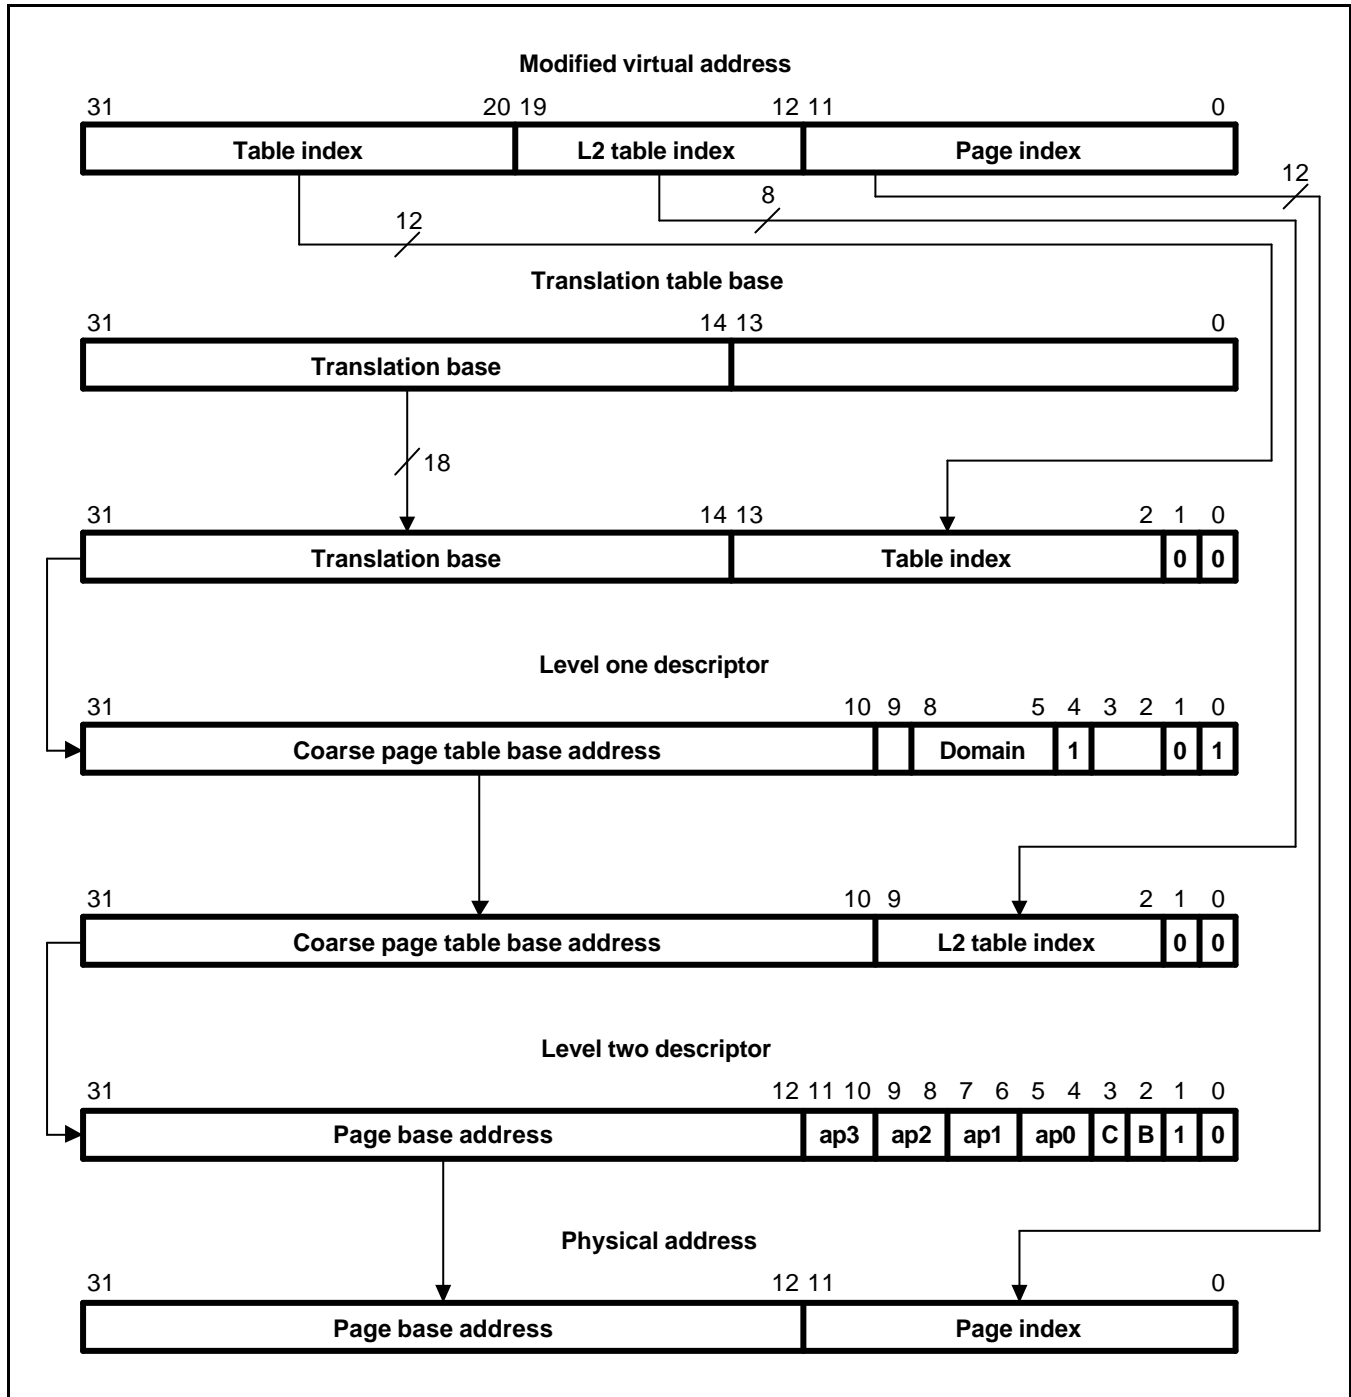 Modified virtual address
31 20 19 12 11 0
Table index L2 table index Page index
12
8
12
Translation table base
31 14 13 0
Translation base
18
31 14 13 2 1 0
Translation base Table index 0 0
Level one descriptor
31 10 9 8 5 4 3 2 1 0
Coarse page table base address Domain 1 0 1
31 10 9 2 1 0
Coarse page table base address L2 table index 0 0
Level two descriptor
31 12 11 10 9 8 7 6 5 4 3 2 1 0
Page base address ap3 ap2 ap1 ap0 C B 1 0
Physical address
31 12 11 0
Page base address Page index